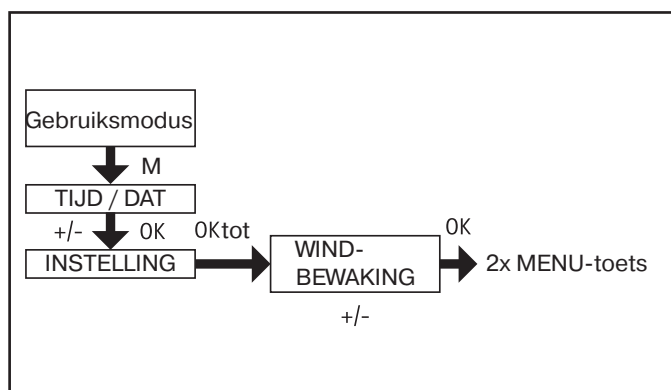 Gebruiksmodus
M
TIJD / DAT
+/- OK
INSTELLING
OKtot
WIND-
BEWAKING
+/-
OK
2x MENU-toets